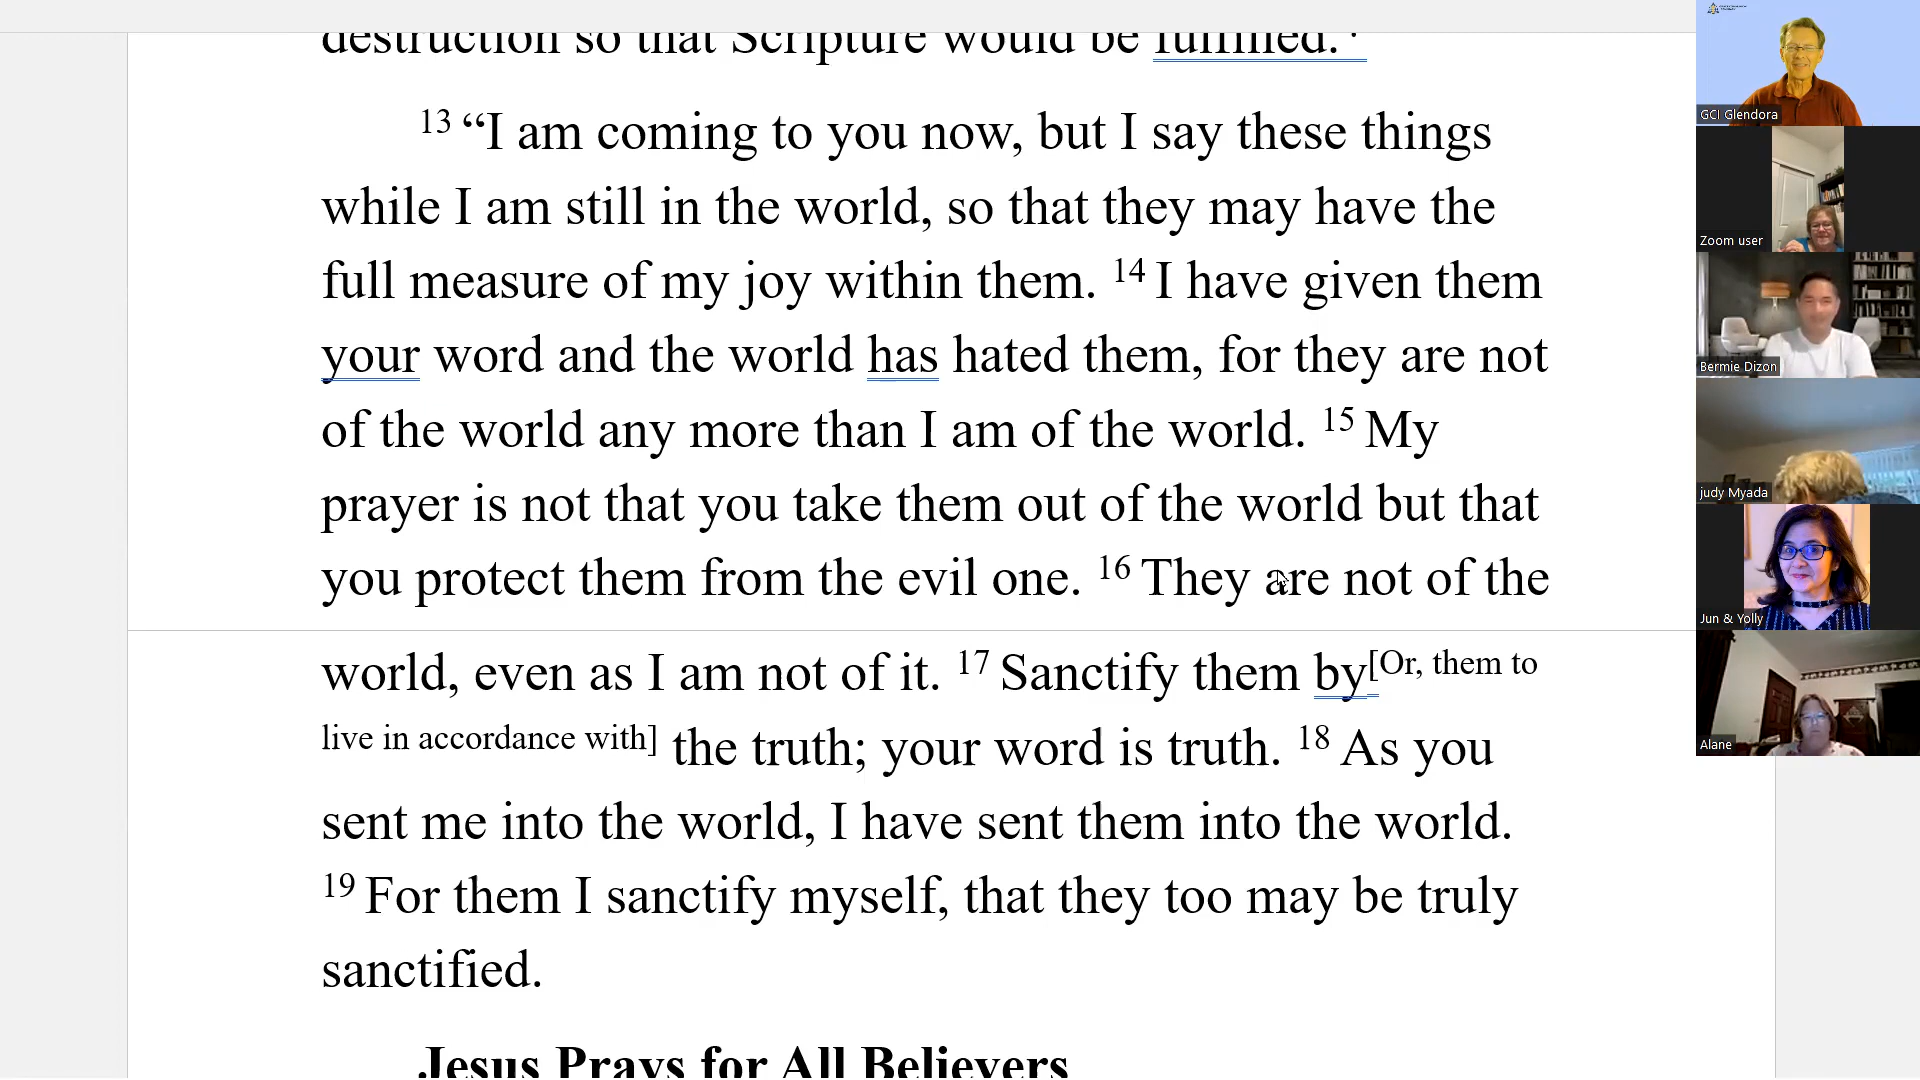 destruction so that Scripture would be fulfilled.
13 “I am coming to you now, but I say these things
while I am still in the world, so that they may have the
full measure of my joy within them. 14 I have given them
your word and the world has hated them, for they are not
of the world any more than I am of the world. 15 My
prayer is not that you take them out of the world but that
you protect them from the evil one. 16 They are not of the
world, even as I am not of it. 17 Sanctify them by[Or, them to
live in accordance with] the truth; your word is truth. 18 As you
sent me into the world, I have sent them into the world.
19 For them I sanctify myself, that they too may be truly
sanctified.
Jesus Prays for All Believers
GCI Glendora
Zoom user
Bermie Dizon
judy Myada
Jun & Yolly
Alane